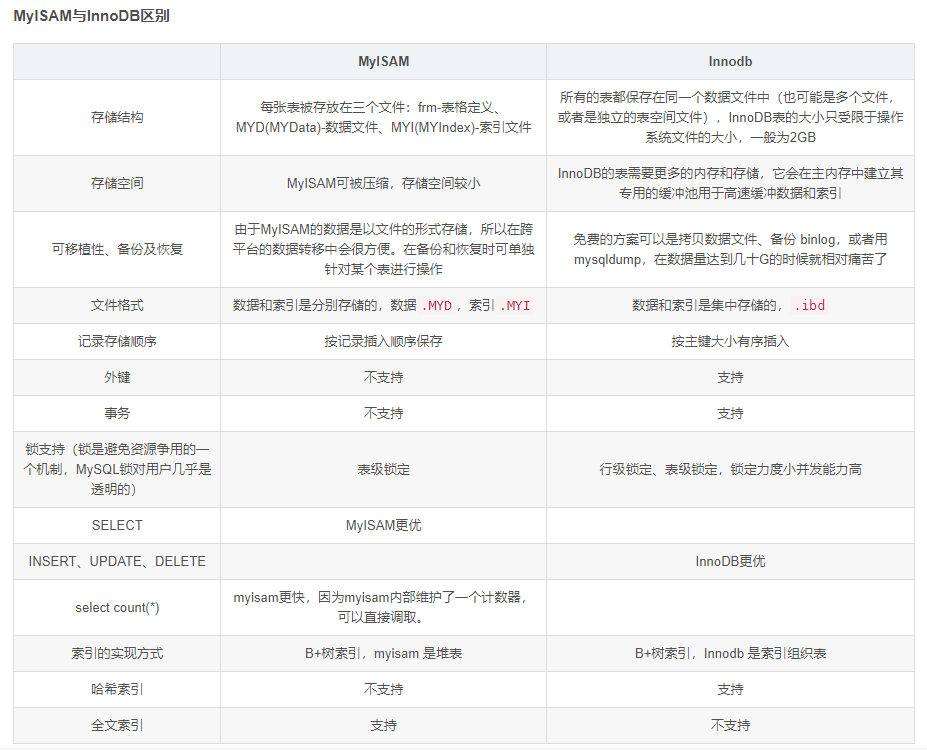 MyISAM与InnoDB区别
MyISAM
Innodb
存储结构
每张表被存放在三个文件：frm-表格定义、
MYD(MYData)-数据文件、MYI(MYIndex)-索引文件
所有的表都保存在同一个数据文件中（也可能是多个文件，
或者是独立的表空间文件），InnoDB表的大小只受限于操作
系统文件的大小，一般为2GB
存储空间
MyISAM可被压缩，存储空间较小
InnoDB的表需要更多的内存和存储，它会在主内存中建立其
专用的缓冲池用于高速缓冲数据和索引
可移植性、备份及恢复
由于MyISAM的数据是以文件的形式存储，所以在跨
平台的数据转移中会很方便。在备份和恢复时可单独
针对某个表进行操作
免费的方案可以是拷贝数据文件、备份 binlog，或者用
mysqldump，在数据量达到几十G的时候就相对痛苦了
文件格式
数据和索引是分别存储的，数据 .MYD ，索引 .MYI
数据和索引是集中存储的， .ibd
记录存储顺序
按记录插入顺序保存
按主键大小有序插入
外键
不支持
支持
事务
不支持
支持
锁支持（锁是避免资源争用的一
个机制，MySQL锁对用户几乎是
透明的）
表级锁定
行级锁定、表级锁定，锁定力度小并发能力高
SELECT
MyISAM更优
INSERT、UPDATE、DELETE
InnoDB更优
select count(*)
myisam更快，因为myisam内部维护了一个计数器，
可以直接调取。
索引的实现方式
B+树索引，myisam 是堆表
B+树索引，Innodb 是索引组织表
哈希索引
不支持
支持
全文索引
支持
不支持